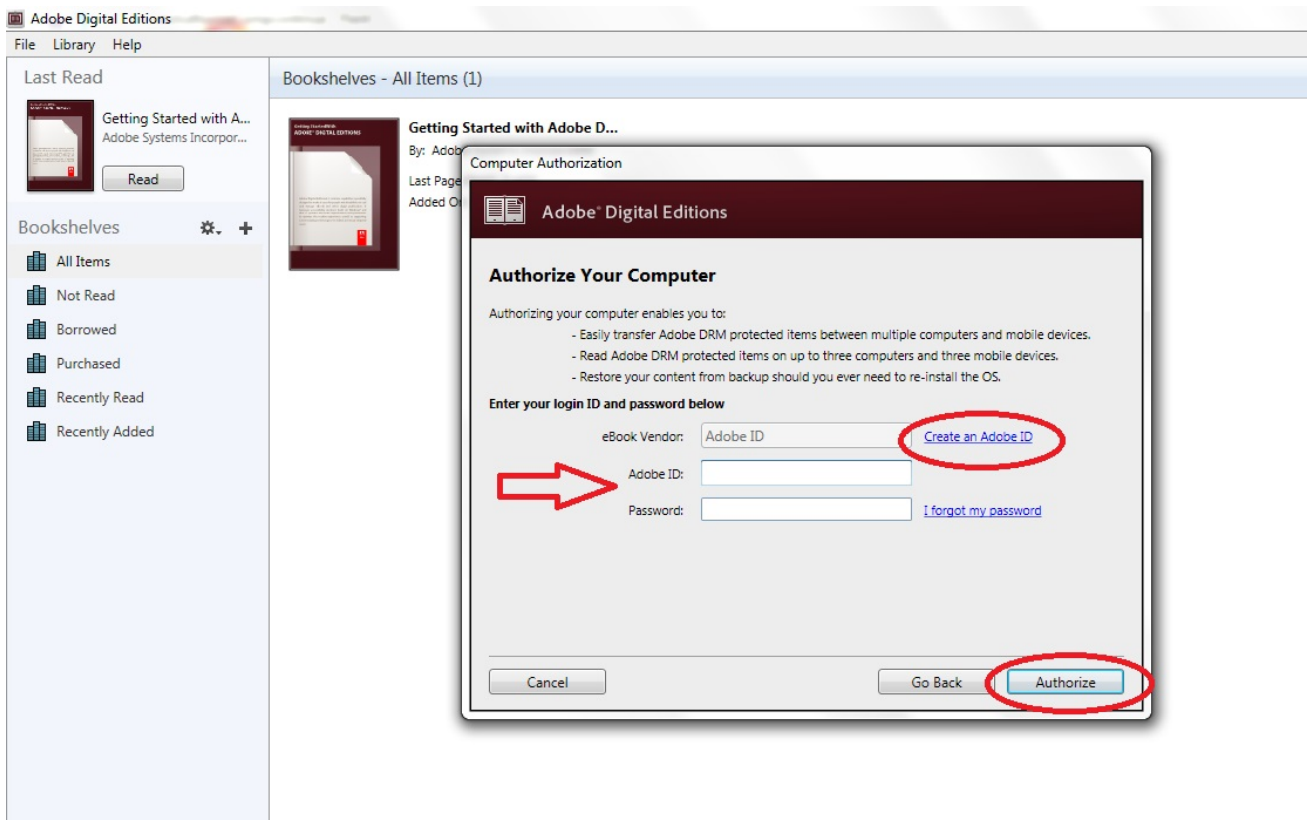 Adobe Digital Editions
File Library Help
Last Read
Getting Started with A...
Adobe Systems Incorpor...
Read
Bookshelves
All Items
Not Read
Borrowed
Purchased
Recently Read
Recently Added
Bookshelves - All Items (1)
ADOBE® DIGITAL EDITIONS
Getting Started with Adobe D...
By: Adob
Last Page
Added On
Computer Authorization
Adobe® Digital Editions
Authorize Your Computer
Authorizing your computer enables you to:
- Easily transfer Adobe DRM protected items between multiple computers and mobile devices.
- Read Adobe DRM protected items on up to three computers and three mobile devices.
- Restore your content from backup should you ever need to re-install the OS.
Enter your login ID and password below
eBook Vendor: Adobe ID Create an Adobe ID
Adobe ID:
Password: I forgot my password
Cancel Go Back Authorize